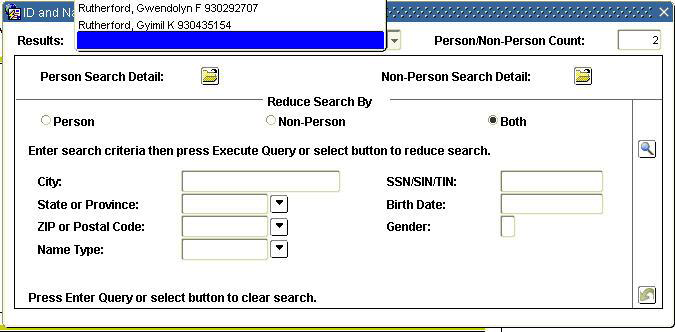 Rutherford, Gwendolyn F 930292707
ID and Na
Rutherford, Gyimil K 930435154
Results: Person/Non-Person Count: 2
Person Search Detail: Non-Person Search Detail:
Reduce Search By
Person Non-Person Both
Enter search criteria then press Execute Query or select button to reduce search.
City: SSN/SIN/TIN:
State or Province: Birth Date:
ZIP or Postal Code: Gender:
Name Type:
Press Enter Query or select button to clear search.